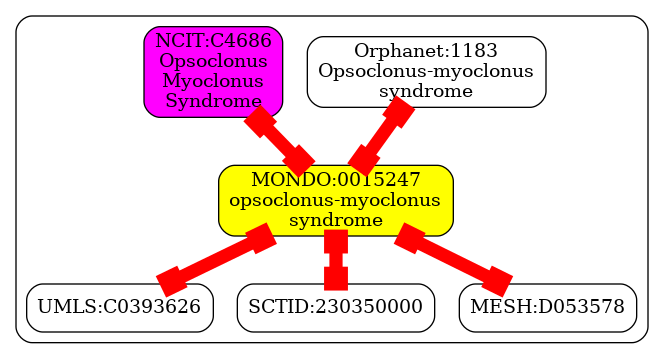 NCIT:C4686
Opsoclonus
Myoclonus
Syndrome
Orphanet:1183
Opsoclonus-myoclonus
syndrome
MONDO:0015247
opsoclonus-myoclonus
syndrome
UMLS:C0393626
SCTID:230350000
MESH:D053578